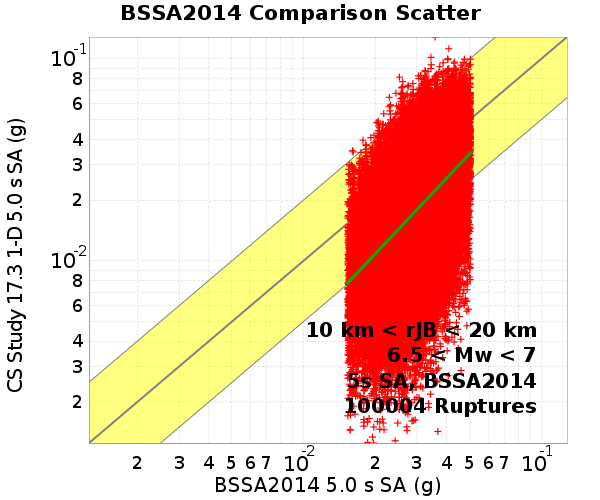 BSSA2014 Comparison Scatter
CS Study 17.3 1-D 5.0 s SA (g)
10⁻¹
8
6
4
3
2
10⁻²
8
6
4
3
2
10 km < rJB < 20 km
6.5 < Mw < 7
5s SA, BSSA2014
100004 Ruptures
2 3 4 5 6 7 10⁻² 2 3 4 5 6 7 10⁻¹
BSSA2014 5.0 s SA (g)